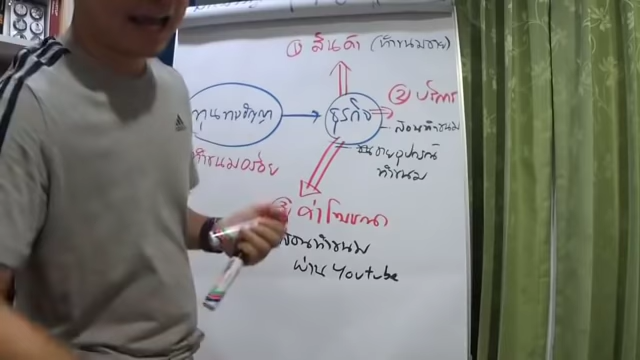 ① สินค้า (ทำขนมขาย)
② บริการ
ทุนทางปัญญา
ธุรกิจ
- สอนทำขนม
- ขายอุปกรณ์
ทำขนม
ทำขนมอร่อย
③ ค่าโฆษณา
สอนทำขนม
ผ่าน Youtube